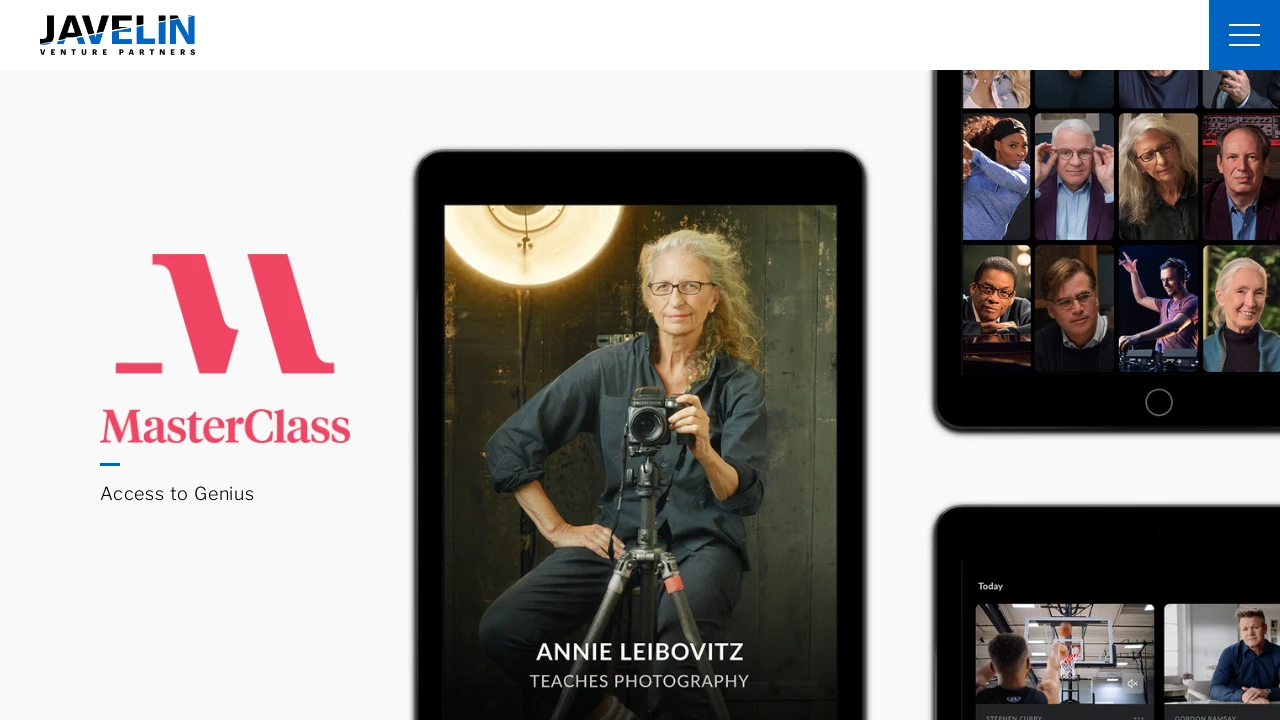 JAVELIN
VENTURE PARTNERS
MasterClass
Access to Genius
ANNIE LEIBOVITZ
TEACHES PHOTOGRAPHY
Today
STEPHEN CURRY
GORDON RAMSAY